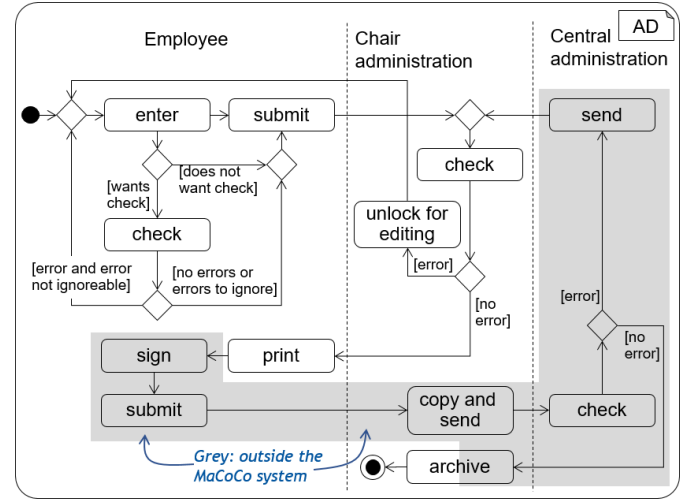 AD
Employee
Chair
administration
Central
administration
enter
submit
send
check
[does not
want check]
[wants
check]
check
unlock for
editing
[error and error
not ignoreable]
[no errors or
errors to ignore]
[error]
[no
error]
[error]
[no
error]
sign
print
submit
copy and
send
check
Grey: outside the
MaCoCo system
archive